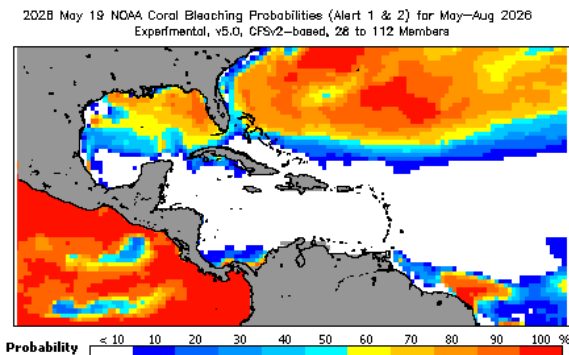 2026 May 19 NOAA Coral Bleaching Probabilities (Alert 1 & 2) for May-Aug 2026
Experimental, v5.0, CFSv2-based, 28 to 112 Members
Probability < 10 10 20 30 40 50 60 70 80 90 100 %